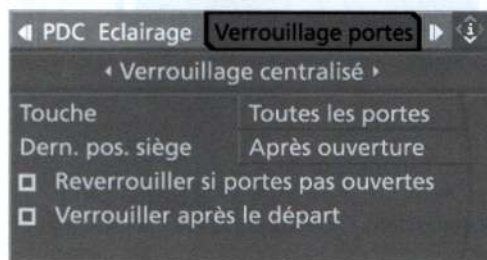 PDC Eclairage Verrouillage portes
Verrouillage centralisé
Touche Toutes les portes
Dern. pos. siège Après ouverture
Reverrouiller si portes pas ouvertes
Verrouiller après le départ